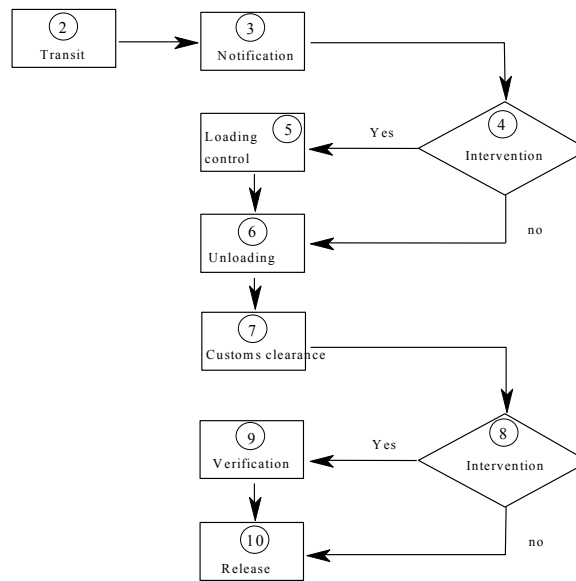 2
Transit
3
Notification
4
Intervention
Yes
5
Loading
control
no
6
Unloading
7
Customs clearance
8
Intervention
Yes
9
Verification
no
10
Release